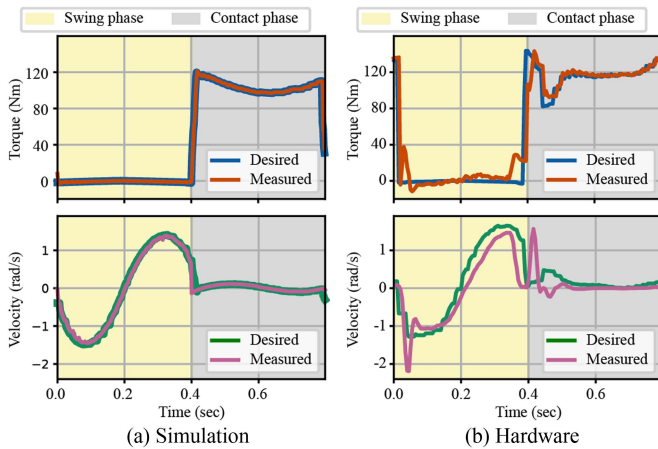 Swing phase Contact phase
Torque (Nm)
120
80
40
0
Desired
Measured
Velocity (rad/s)
1
0
−1
−2
Desired
Measured
0.0 0.2 0.4 0.6
Time (sec)
(a) Simulation
Swing phase Contact phase
Torque (Nm)
120
80
40
0
Desired
Measured
Velocity (rad/s)
1
0
-1
-2
Desired
Measured
0.0 0.2 0.4 0.6
Time (sec)
(b) Hardware